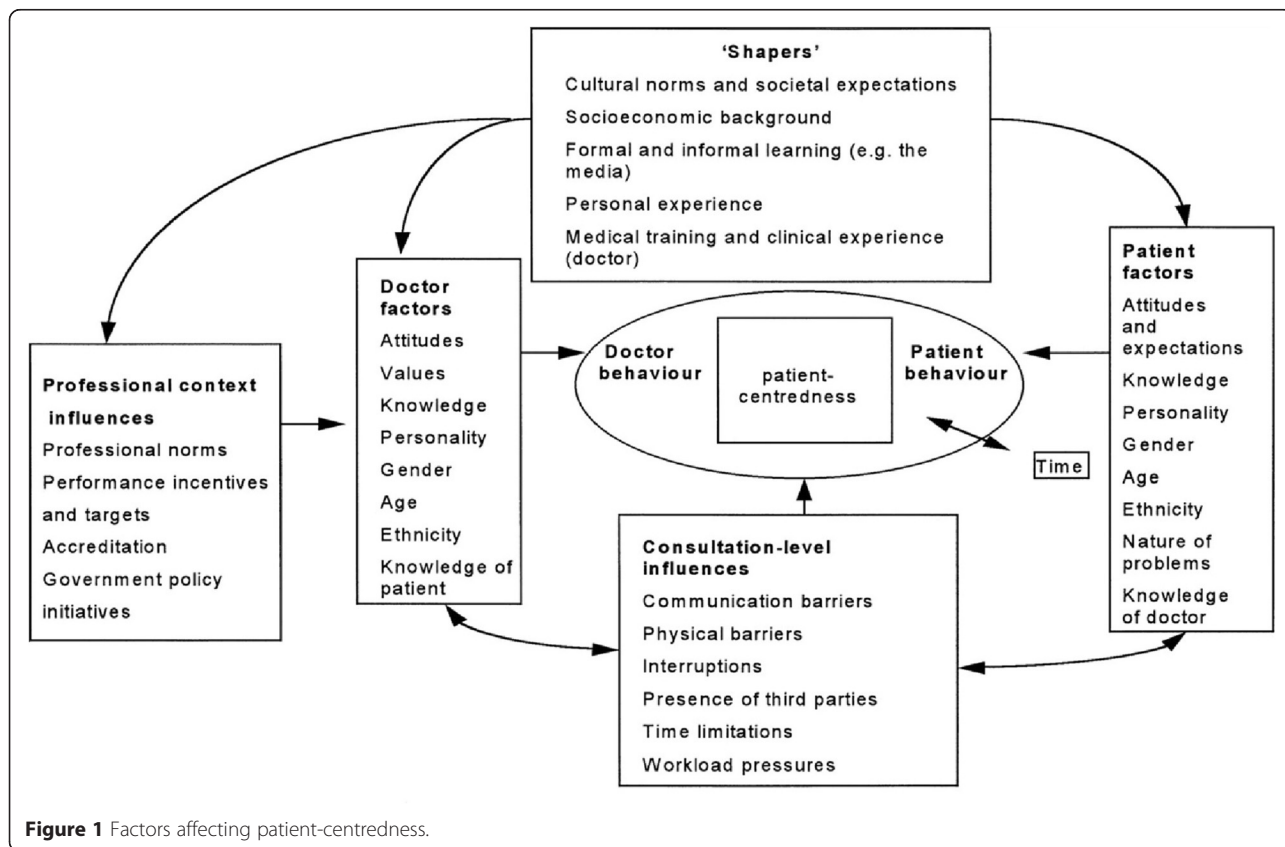 'Shapers'
Cultural norms and societal expectations
Socioeconomic background
Formal and informal learning (e.g. the
media)
Personal experience
Medical training and clinical experience
(doctor)
Professional context
influences
Professional norms
Performance incentives
and targets
Accreditation
Government policy
initiatives
Doctor
factors
Attitudes
Values
Knowledge
Personality
Gender
Age
Ethnicity
Knowledge of
patient
Doctor
behaviour
patient-
centredness
Patient
behaviour
Time
Patient
factors
Attitudes
and
expectations
Knowledge
Personality
Gender
Age
Ethnicity
Nature of
problems
Knowledge
of doctor
Consultation-level
influences
Communication barriers
Physical barriers
Interruptions
Presence of third parties
Time limitations
Workload pressures
Figure 1 Factors affecting patient-centredness.